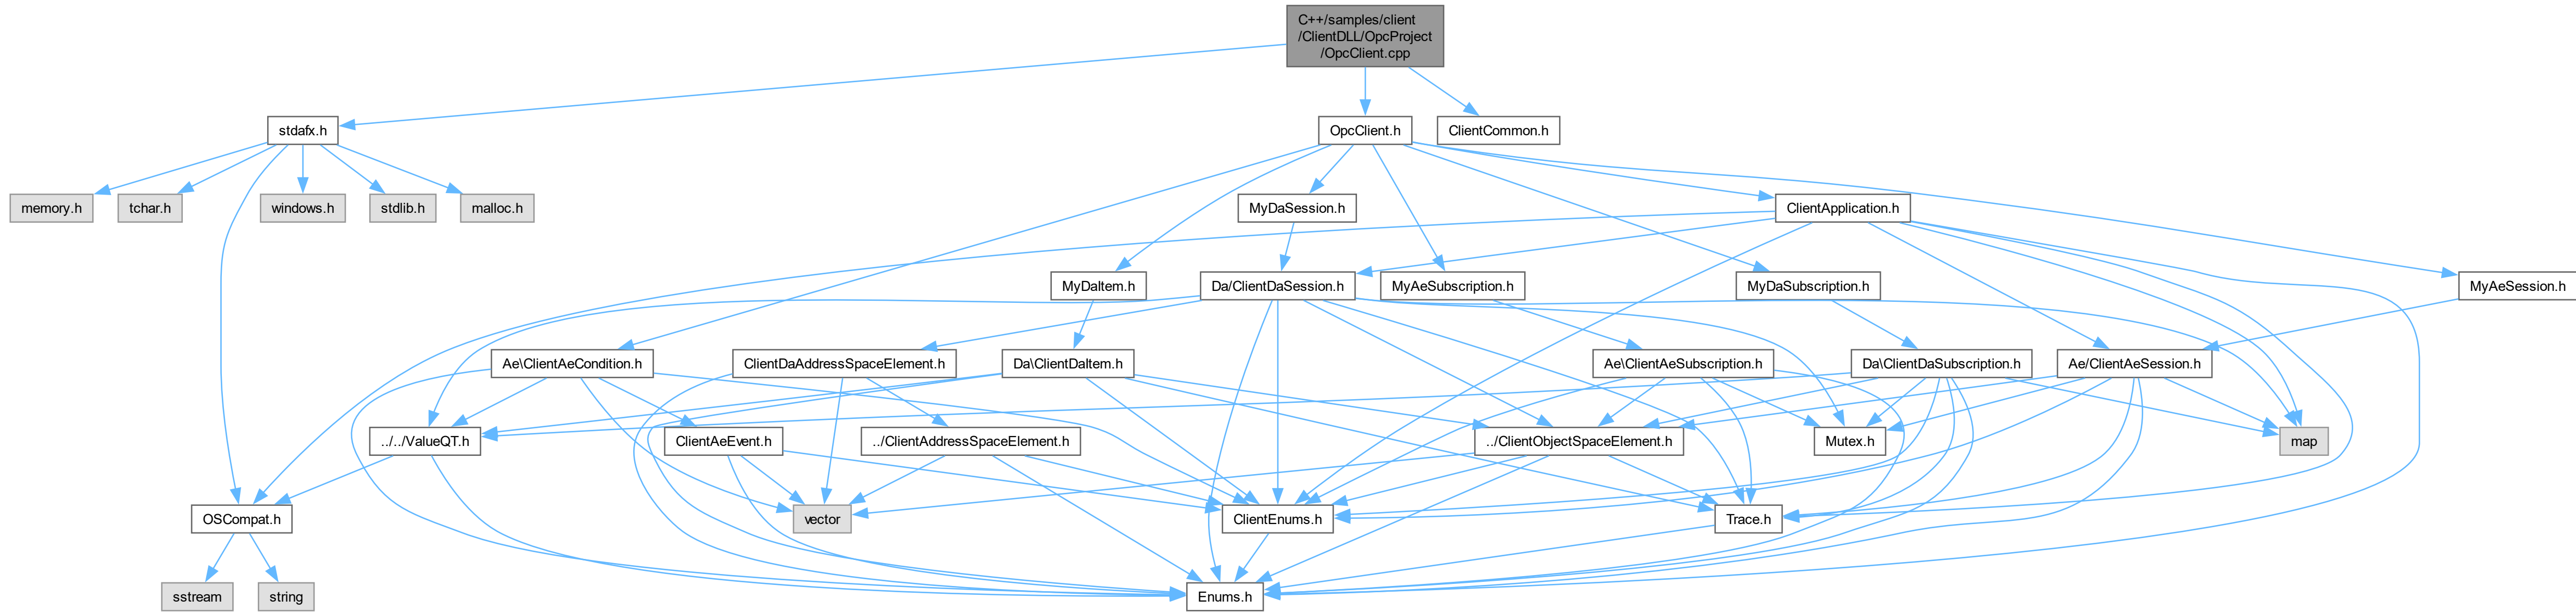 C++/samples/client
/ClientDLL/OpcProject
/OpcClient.cpp
stdafx.h
OpcClient.h
ClientCommon.h
memory.h
tchar.h
windows.h
stdlib.h
malloc.h
MyDaSession.h
ClientApplication.h
MyDaItem.h
Da/ClientDaSession.h
MyAeSubscription.h
MyDaSubscription.h
MyAeSession.h
Ae\ClientAeCondition.h
ClientDaAddressSpaceElement.h
Da\ClientDaItem.h
Ae\ClientAeSubscription.h
Da\ClientDaSubscription.h
Ae/ClientAeSession.h
../../ValueQT.h
ClientAeEvent.h
../ClientAddressSpaceElement.h
../ClientObjectSpaceElement.h
Mutex.h
map
OSCompat.h
vector
ClientEnums.h
Trace.h
sstream
string
Enums.h